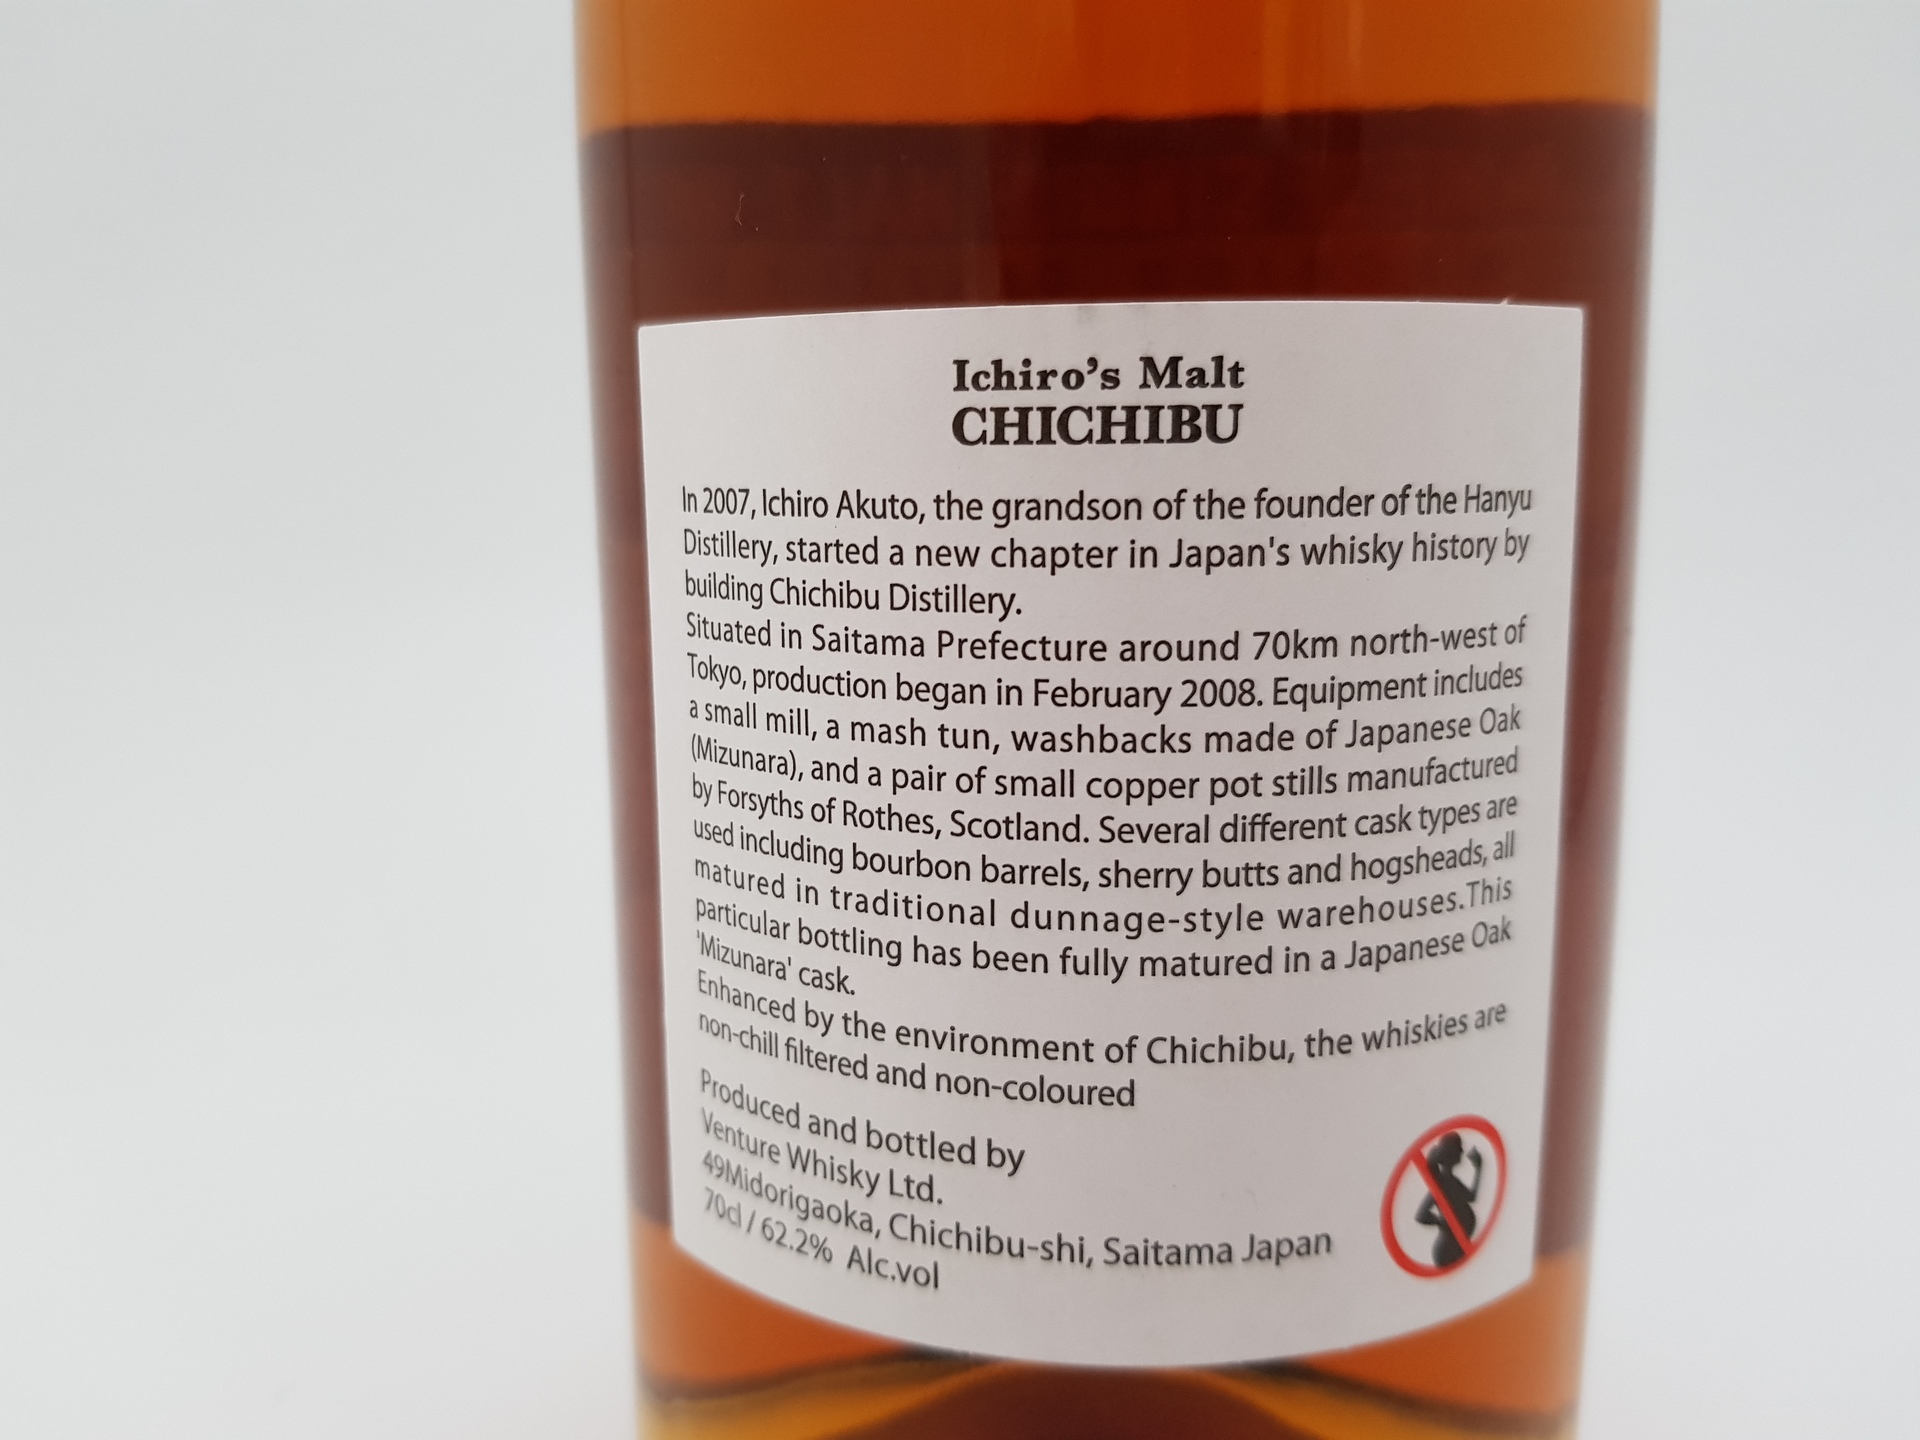 Ichiro's Malt
CHICHIBU
In 2007, Ichiro Akuto, the grandson of the founder of the Hanyu
Distillery, started a new chapter in Japan's whisky history by
building Chichibu Distillery.
Situated in Saitama Prefecture around 70km north-west of
Tokyo, production began in February 2008. Equipment includes
a small mill, a mash tun, washbacks made of Japanese Oak
(Mizunara), and a pair of small copper pot stills manufactured
by Forsyths of Rothes, Scotland. Several different cask types are
used including bourbon barrels, sherry butts and hogsheads, all
matured in traditional dunnage-style warehouses.This
particular bottling has been fully matured in a Japanese Oak
'Mizunara' cask.
Enhanced by the environment of Chichibu, the whiskies are
non-chill filtered and non-coloured
Produced and bottled by
Venture Whisky Ltd.
49Midorigaoka, Chichibu-shi, Saitama Japan
70cl / 62.2% Alc.vol